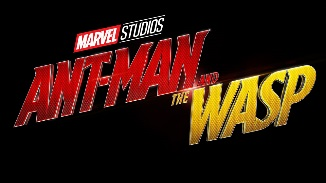 MARVEL STUDIOS
ANT-MAN AND
THE WASP